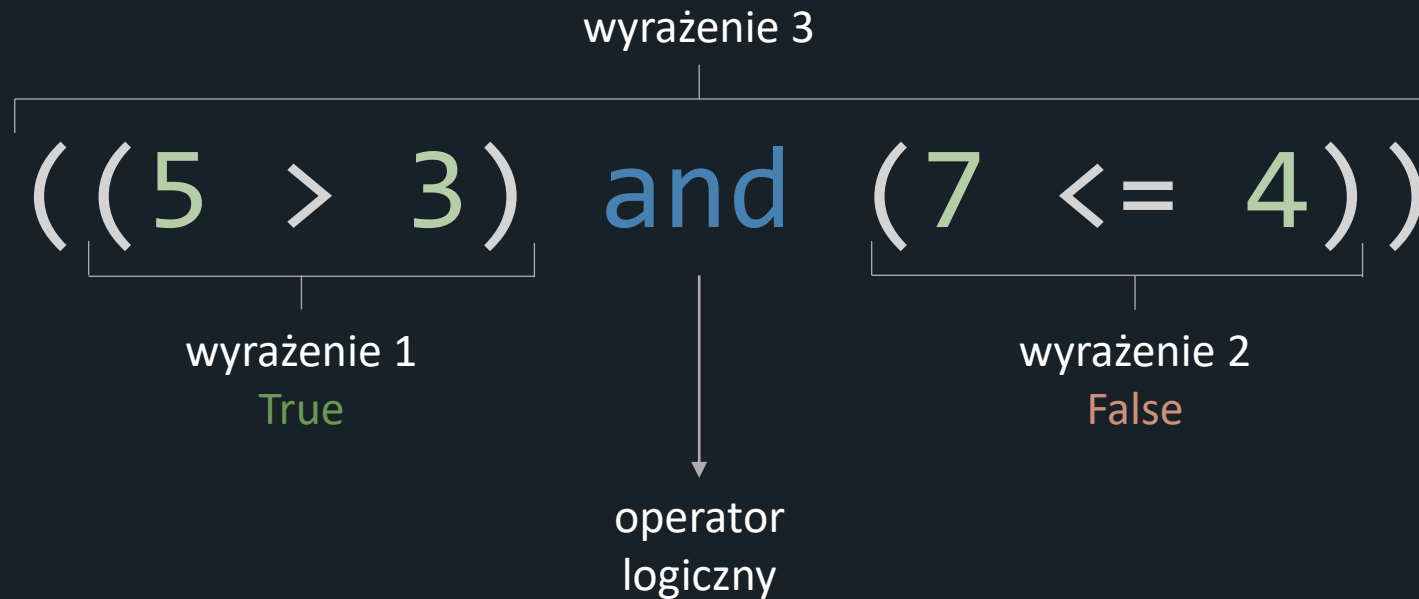 wyrażenie 3
((5 > 3) and (7 <= 4))
wyrażenie 1
True
wyrażenie 2
False
operator
logiczny